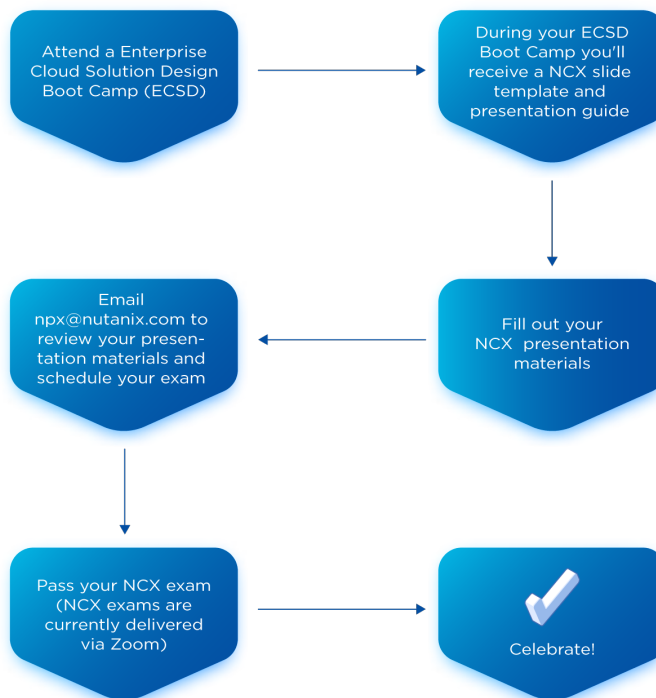 Attend a Enterprise
Cloud Solution Design
Boot Camp (ECSD)
During your ECSD
Boot Camp you'll
receive a NCX slide
template and
presentation guide
Fill out your
NCX presentation
materials
Email
npx@nutanix.com to
review your presen-
tation materials and
schedule your exam
Pass your NCX exam
(NCX exams are
currently delivered
via Zoom)
Celebrate!